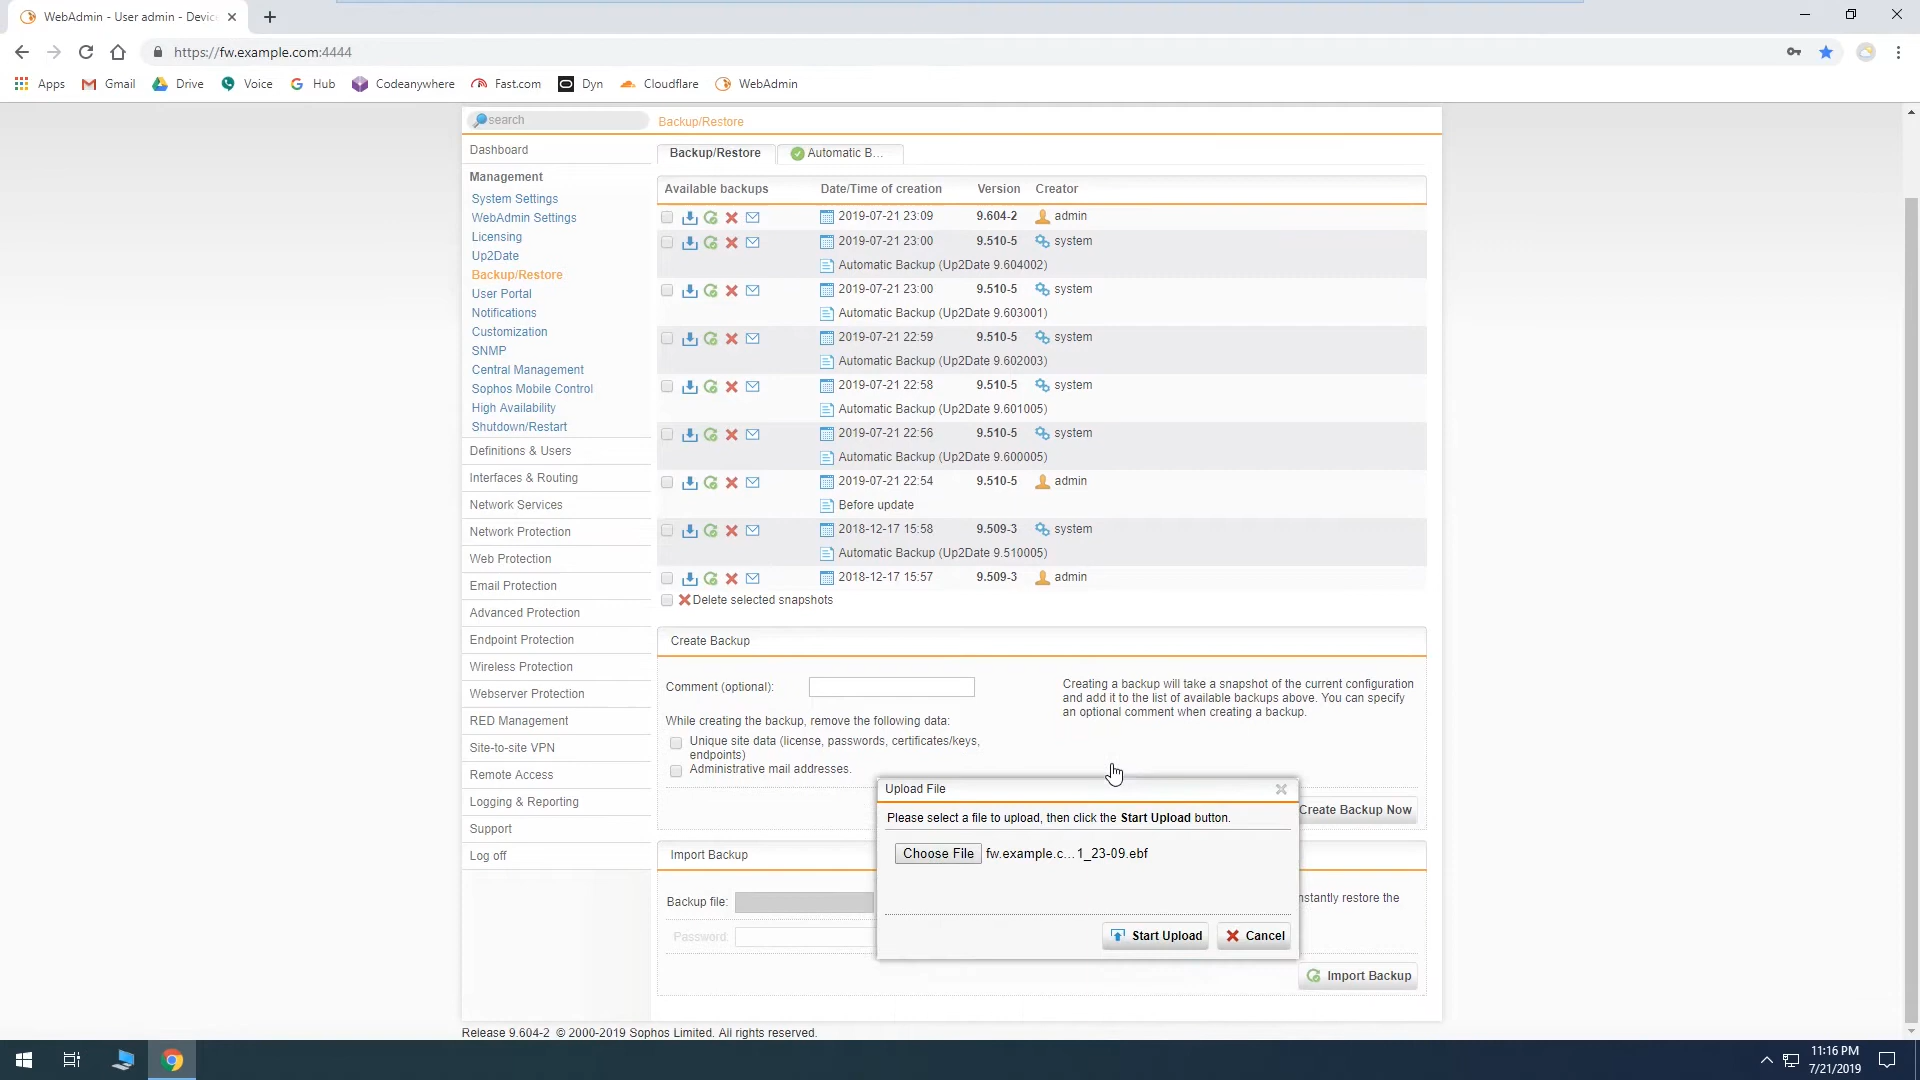 WebAdmin - User admin - Devic
https://fw.example.com:4444
Apps Gmail Drive Voice Hub Codeanywhere Fast.com Dyn Cloudflare WebAdmin
search
Backup/Restore
Dashboard
Management
System Settings
WebAdmin Settings
Licensing
Up2Date
Backup/Restore
User Portal
Notifications
Customization
SNMP
Central Management
Sophos Mobile Control
High Availability
Shutdown/Restart
Definitions & Users
Interfaces & Routing
Network Services
Network Protection
Web Protection
Email Protection
Advanced Protection
Endpoint Protection
Wireless Protection
Webserver Protection
RED Management
Site-to-site VPN
Remote Access
Logging & Reporting
Support
Log off
Backup/Restore Automatic B...
Available backups Date/Time of creation Version Creator
2019-07-21 23:09 9.604-2 admin
2019-07-21 23:00 9.510-5 system
Automatic Backup (Up2Date 9.604002)
2019-07-21 23:00 9.510-5 system
Automatic Backup (Up2Date 9.603001)
2019-07-21 22:59 9.510-5 system
Automatic Backup (Up2Date 9.602003)
2019-07-21 22:58 9.510-5 system
Automatic Backup (Up2Date 9.601005)
2019-07-21 22:56 9.510-5 system
Automatic Backup (Up2Date 9.600005)
2019-07-21 22:54 9.510-5 admin
Before update
2018-12-17 15:58 9.509-3 system
Automatic Backup (Up2Date 9.510005)
2018-12-17 15:57 9.509-3 admin
Delete selected snapshots
Create Backup
Comment (optional):
While creating the backup, remove the following data:
Unique site data (license, passwords, certificates/keys,
endpoints)
Administrative mail addresses.
Creating a backup will take a snapshot of the current configuration
and add it to the list of available backups above. You can specify
an optional comment when creating a backup.
Create Backup Now
Upload File
Please select a file to upload, then click the Start Upload button.
Choose File fw.example.c...1_23-09.ebf
Start Upload Cancel
Import Backup
Backup file:
Password:
nstantly restore the
Import Backup
Release 9.604-2 © 2000-2019 Sophos Limited. All rights reserved.
11:16 PM
7/21/2019